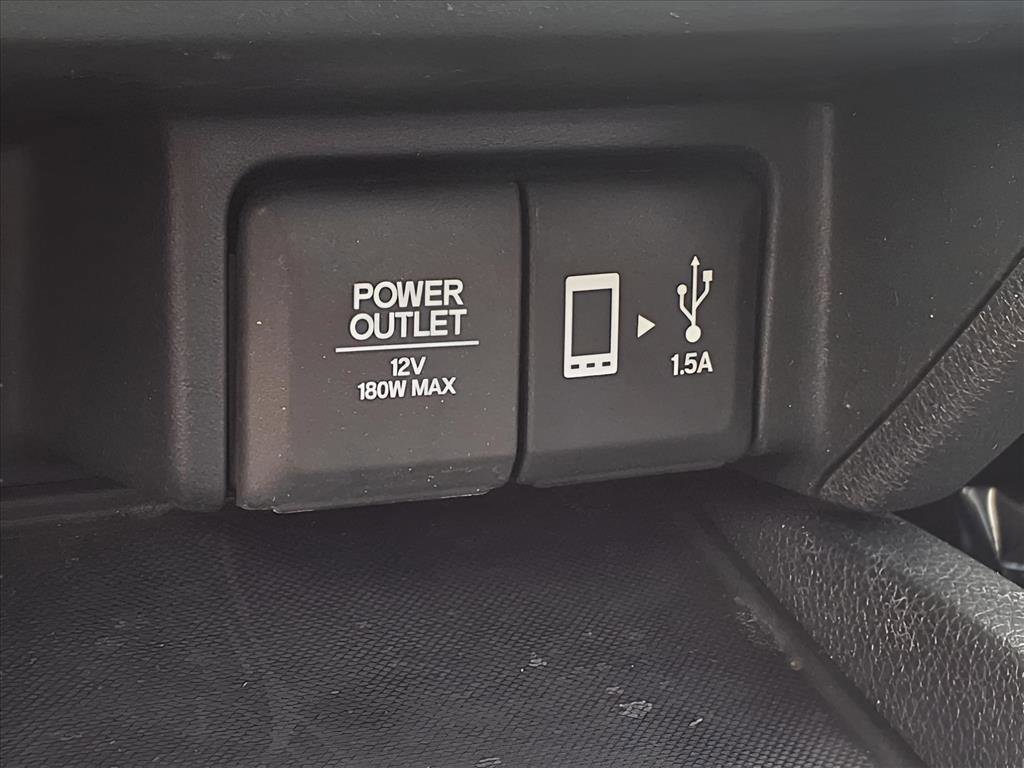 POWER
OUTLET
12V
180W MAX
1.5A